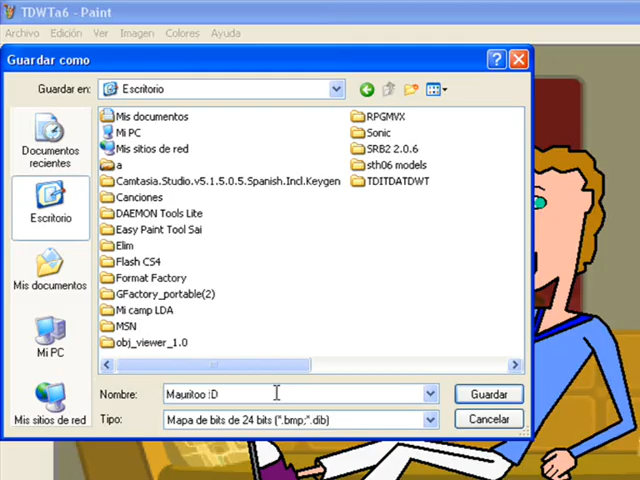 TDWTa6 - Paint
Archivo Edición Ver Imagen Colores Ayuda
Guardar como
Guardar en: Escritorio
Documentos recientes
Escritorio
Mis documentos
Mi PC
Mis sitios de red
Mis documentos
Mi PC
Mis sitios de red
a
Camtasia.Studio.v5.1.5.0.5.Spanish.Incl.Keygen
Canciones
DAEMON Tools Lite
Easy Paint Tool Sai
Elim
Flash CS4
Format Factory
GFactory_portable(2)
Mi camp LDA
MSN
obj_viewer_1.0
RPGMVX
Sonic
SRB2 2.0.6
sth06 models
TDITDATDWT
Nombre: Mauritoo :D
Guardar
Tipo: Mapa de bits de 24 bits (*.bmp;*.dib)
Cancelar